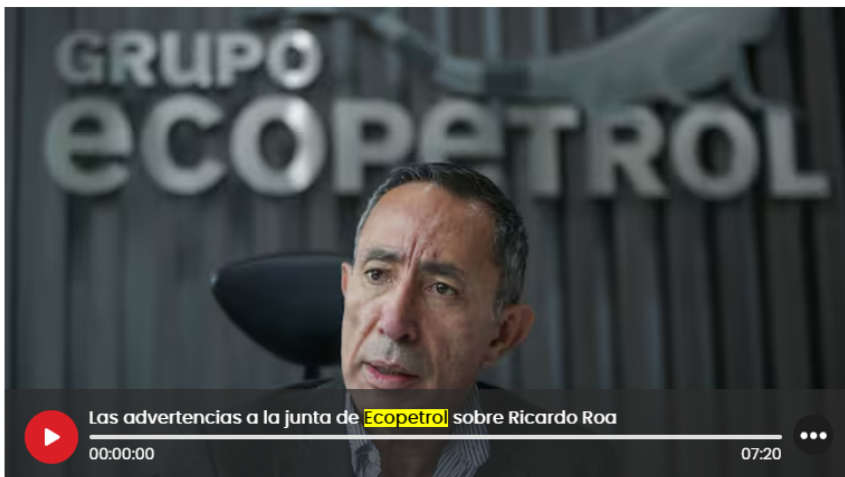 GRUPO
ecopetrol
Las advertencias a la junta de Ecopetrol sobre Ricardo Roa
00:00:00
07:20